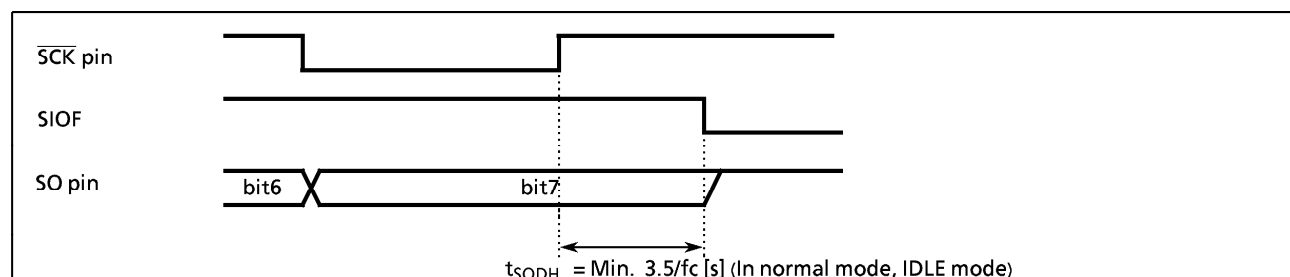 SCK pin
SIOF
SO pin
bit6 bit7
tSODH = Min. 3.5/fc [s] (In normal mode, IDLE mode)